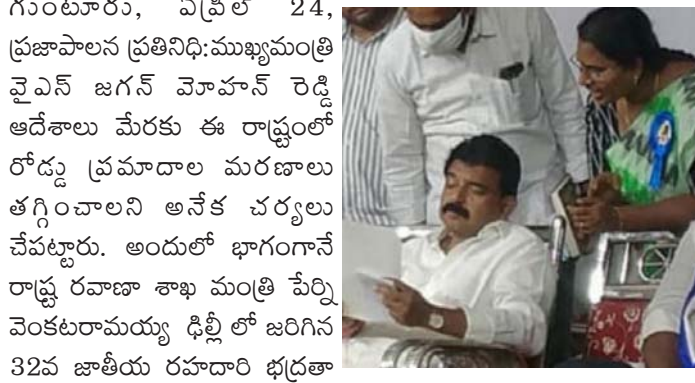 గుంటూరు, ఏప్రిల్ 24,
ప్రజాపాలన ప్రతినిధి:ముఖ్యమంత్రి
వైఎస్ జగన్ మోహన్ రెడ్డి
ఆదేశాలు మేరకు ఈ రాష్ట్రంలో
రోడ్డు ప్రమాదాల మరణాలు
తగ్గించాలని అనేక చర్యలు
చేపట్టారు. అందులో భాగంగానే
రాష్ట్ర రవాణా శాఖ మంత్రి పేర్ని
వెంకటరామయ్య ఢిల్లీ లో జరిగిన
32వ జాతీయ రహదారి భద్రతా